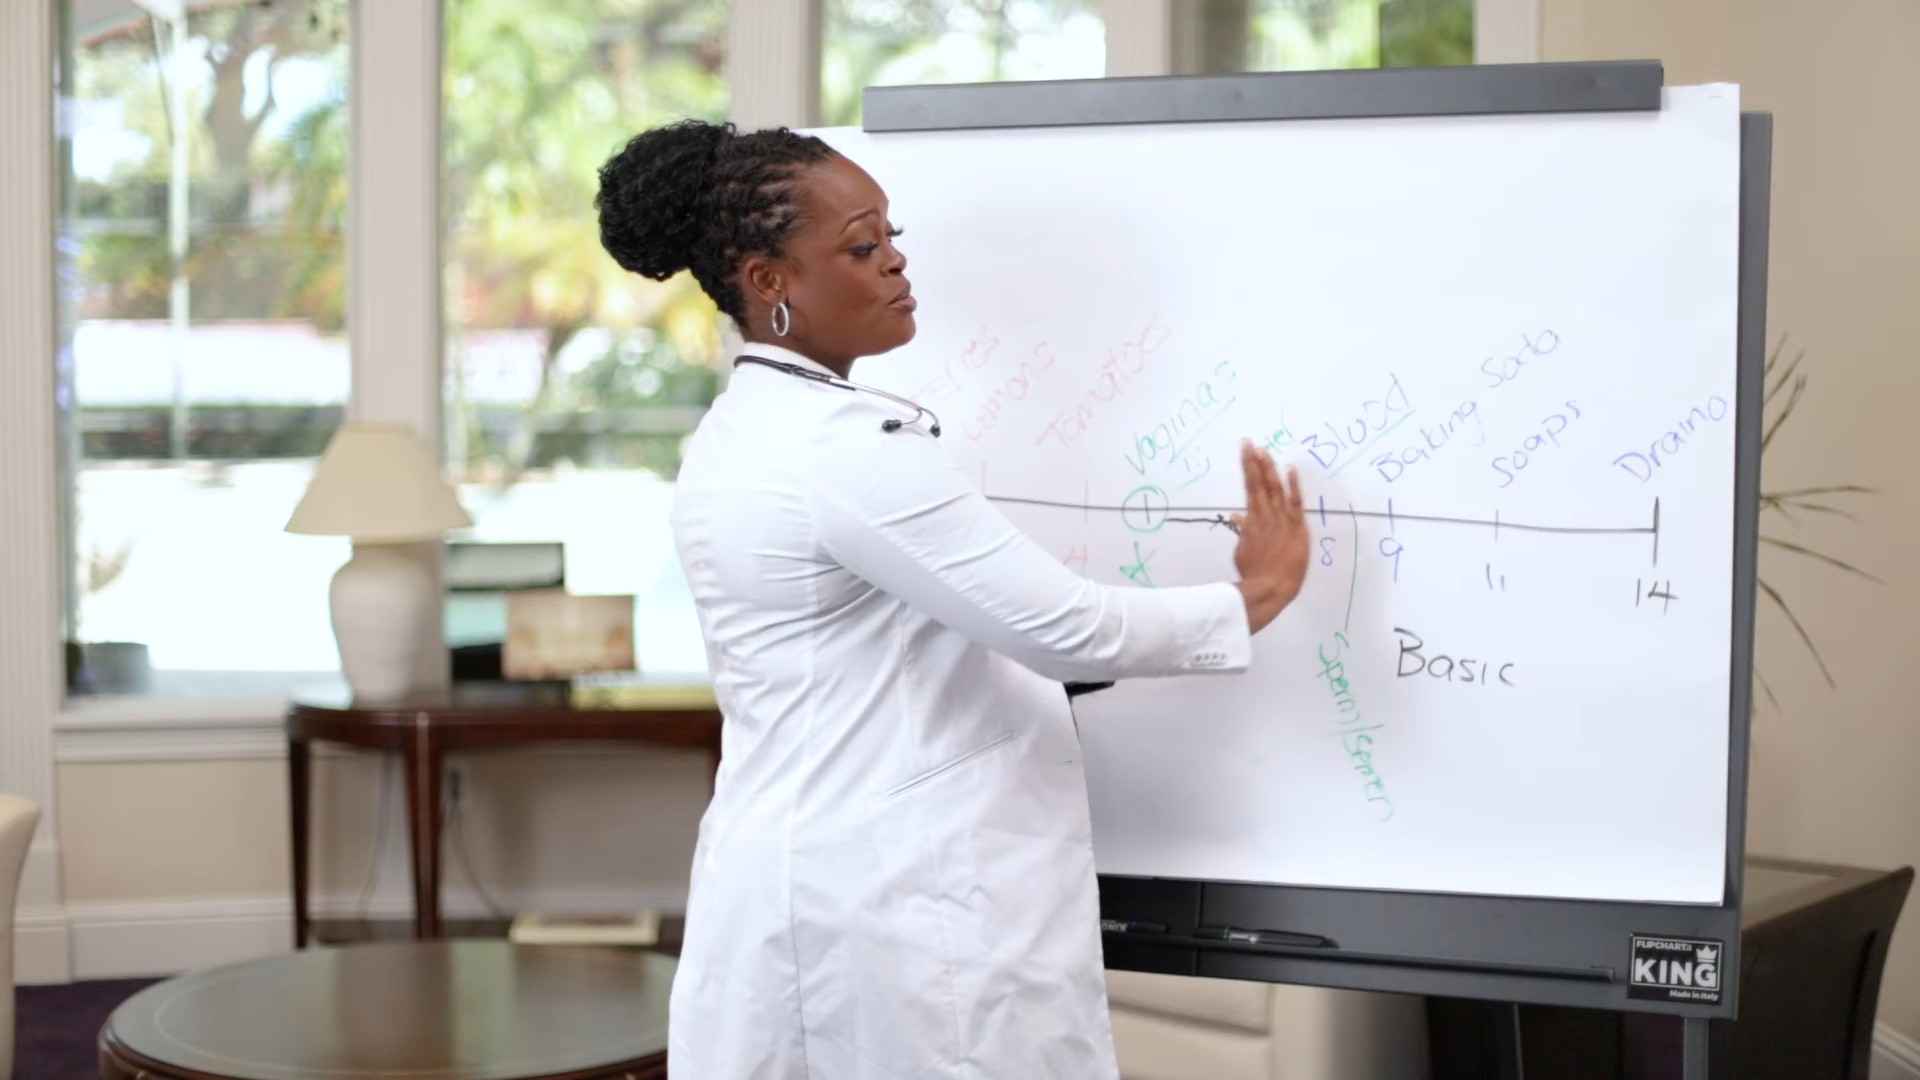 Lemons
Tomatoes
Vaginas
Blood
Baking Soda
Soaps
Draino
4
8
9
11
14
Sperm/semen
Basic
FLIPCHART
KING
Made in Italy